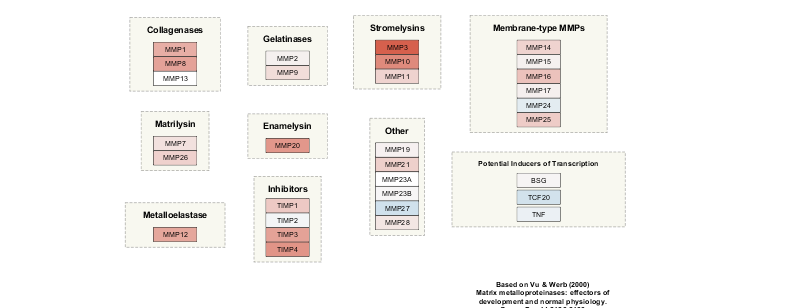 Collagenases
MMP1
MMP8
MMP13
Gelatinases
MMP2
MMP9
Stromelysins
MMP3
MMP10
MMP11
Membrane-type MMPs
MMP14
MMP15
MMP16
MMP17
MMP24
MMP25
Matrilysin
MMP7
MMP26
Enamelysin
MMP20
Other
MMP19
MMP21
MMP23A
MMP23B
MMP27
MMP28
Potential Inducers of Transcription
BSG
TCF20
TNF
Metalloelastase
MMP12
Inhibitors
TIMP1
TIMP2
TIMP3
TIMP4
Based on Vu & Werb (2000)
Matrix metalloproteinases: effectors of
development and normal physiology.